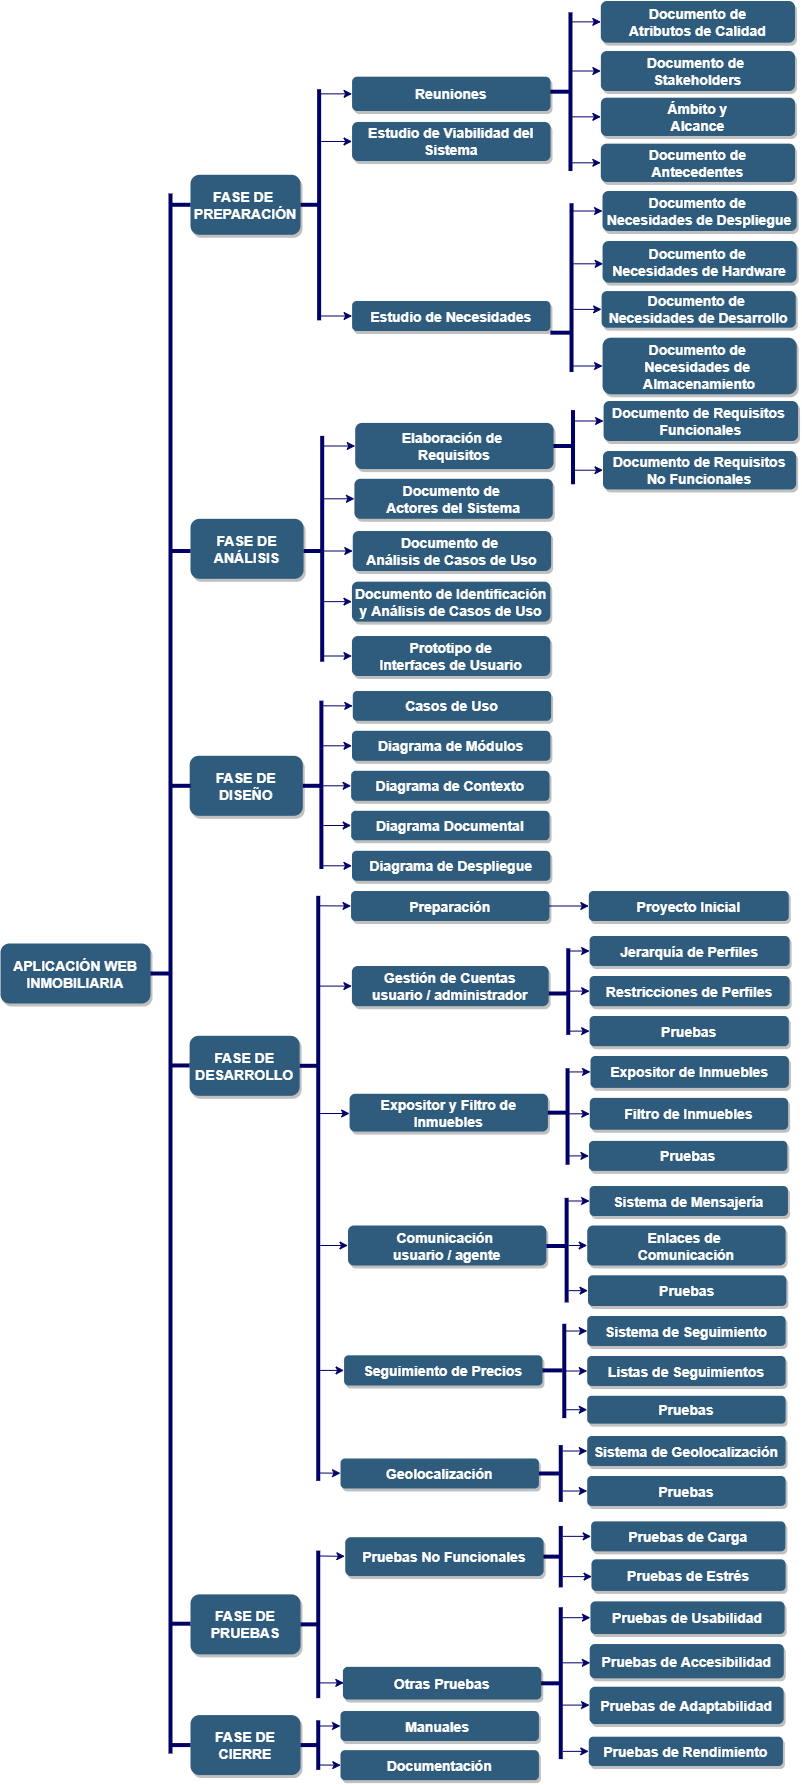 APLICACIÓN WEB
INMOBILIARIA
FASE DE
PREPARACIÓN
Reuniones
Documento de
Atributos de Calidad
Documento de
Stakeholders
Ámbito y
Alcance
Documento de
Antecedentes
Estudio de Viabilidad del
Sistema
Estudio de Necesidades
Documento de
Necesidades de Despliegue
Documento de
Necesidades de Hardware
Documento de
Necesidades de Desarrollo
Documento de
Necesidades de
Almacenamiento
FASE DE
ANÁLISIS
Elaboración de
Requisitos
Documento de Requisitos
Funcionales
Documento de Requisitos
No Funcionales
Documento de
Actores del Sistema
Documento de
Análisis de Casos de Uso
Documento de Identificación
y Análisis de Casos de Uso
Prototipo de
Interfaces de Usuario
FASE DE
DISEÑO
Casos de Uso
Diagrama de Módulos
Diagrama de Contexto
Diagrama Documental
Diagrama de Despliegue
FASE DE
DESARROLLO
Preparación
Proyecto Inicial
Gestión de Cuentas
usuario / administrador
Jerarquía de Perfiles
Restricciones de Perfiles
Pruebas
Expositor y Filtro de
Inmuebles
Expositor de Inmuebles
Filtro de Inmuebles
Pruebas
Comunicación
usuario / agente
Sistema de Mensajería
Enlaces de
Comunicación
Pruebas
Seguimiento de Precios
Sistema de Seguimiento
Listas de Seguimientos
Pruebas
Geolocalización
Sistema de Geolocalización
Pruebas
FASE DE
PRUEBAS
Pruebas No Funcionales
Pruebas de Carga
Pruebas de Estrés
Otras Pruebas
Pruebas de Usabilidad
Pruebas de Accesibilidad
Pruebas de Adaptabilidad
Pruebas de Rendimiento
FASE DE
CIERRE
Manuales
Documentación